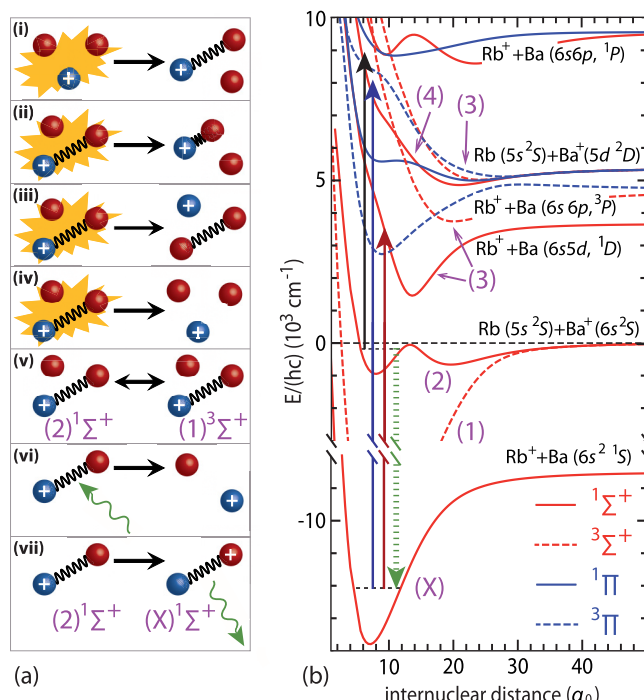 (i)
+
+
(ii)
+
+
(iii)
+
+
(iv)
+
+
(v)
+
+
(2)¹Σ⁺ (1)³Σ⁺
(vi)
+
+
(vii)
+
+
(2)¹Σ⁺ (X)¹Σ⁺
(a)
E/(hc) (10³ cm⁻¹)
10
5
0
-10
Rb⁺+Ba (6s6p, ¹P)
(4) (3)
Rb (5s ²S)+Ba⁺(5d ²D)
Rb⁺+Ba (6s 6p,³P)
Rb⁺+Ba (6s5d, ¹D)
(3)
Rb (5s ²S)+Ba⁺(6s²S)
(2)
(1)
Rb⁺+Ba (6s² ¹S)
¹Σ⁺
³Σ⁺
¹Π
³Π
(X)
10 20 30 40
(b) internuclear distance (a₀)